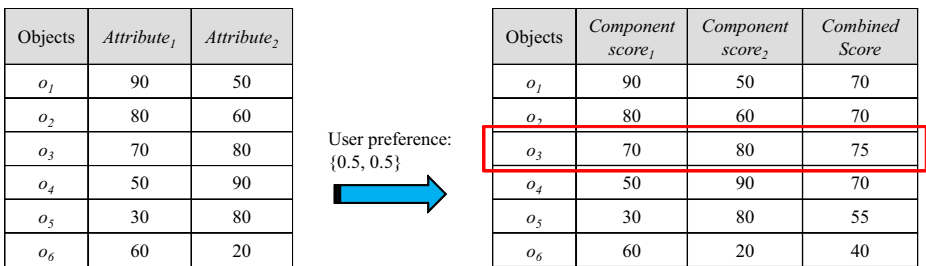 Objects Attribute1 Attribute2
o1 90 50
o2 80 60
o3 70 80
o4 50 90
o5 30 80
o6 60 20
User preference:
{0.5, 0.5}
Objects Component score1 Component score2 Combined Score
o1 90 50 70
o2 80 60 70
o3 70 80 75
o4 50 90 70
o5 30 80 55
o6 60 20 40